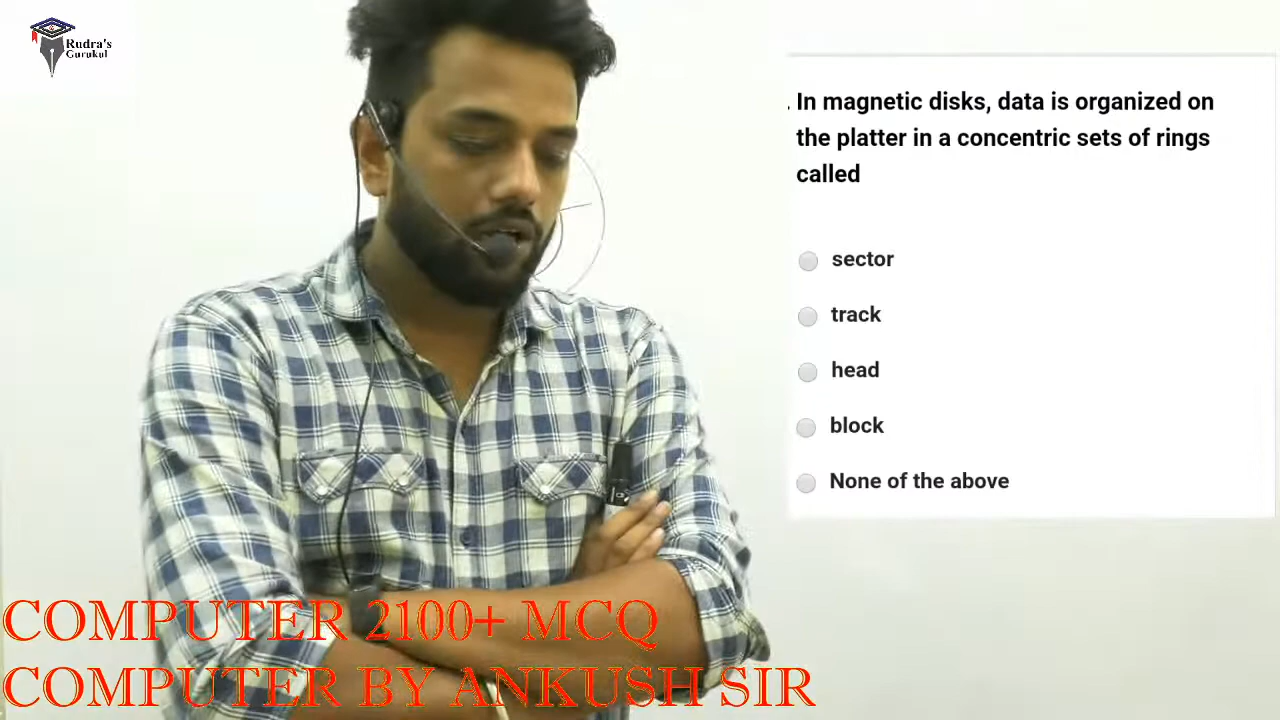 Rudra's
Gurukul
. In magnetic disks, data is organized on
the platter in a concentric sets of rings
called
sector
track
head
block
None of the above
COMPUTER 2100+ MCQ
COMPUTER BY ANKUSH SIR